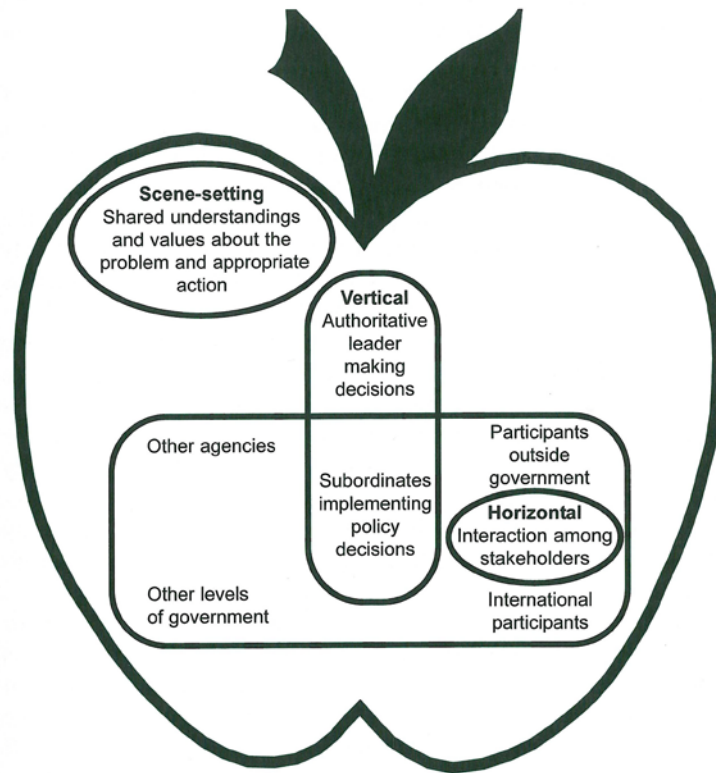 Scene-setting
Shared understandings
and values about the
problem and appropriate
action
Vertical
Authoritative
leader
making
decisions
Other agencies
Participants
outside
government
Subordinates
implementing
policy
decisions
Horizontal
Interaction among
stakeholders
Other levels
of government
International
participants